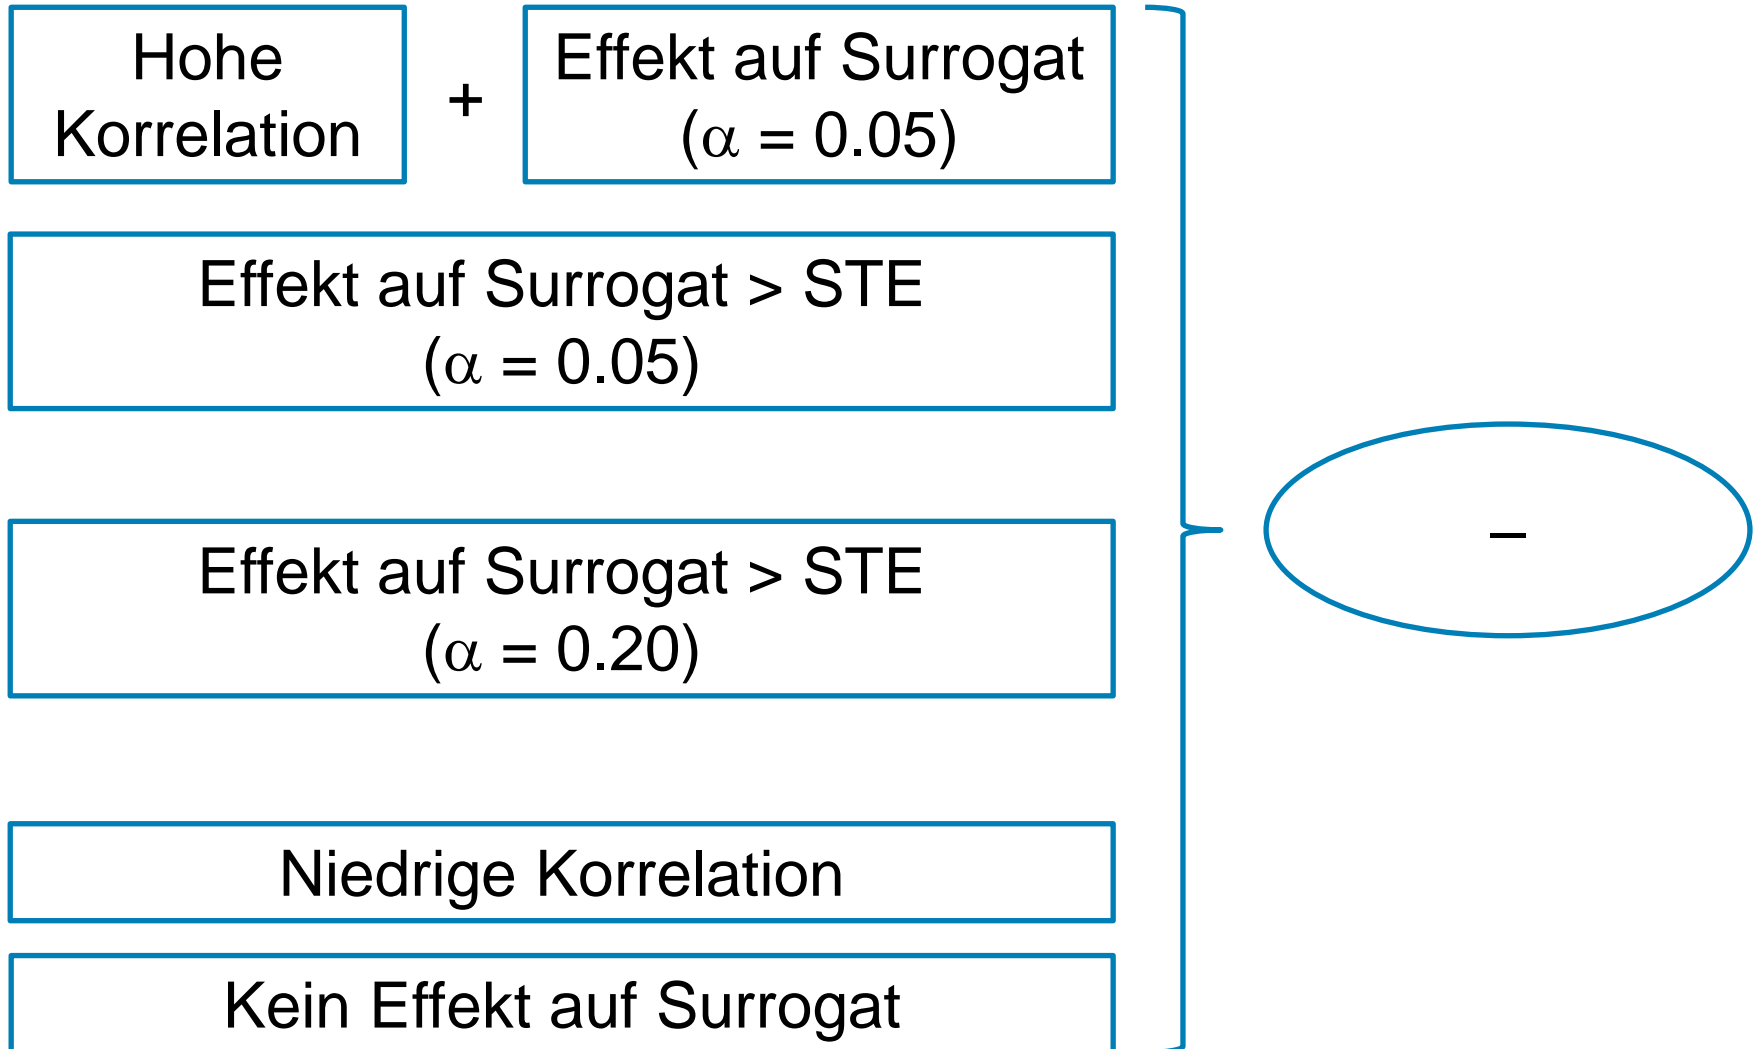 Hohe
Korrelation
+
Effekt auf Surrogat
(α = 0.05)
Effekt auf Surrogat > STE
(α = 0.05)
Effekt auf Surrogat > STE
(α = 0.20)
–
Niedrige Korrelation
Kein Effekt auf Surrogat